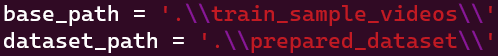 base_path = '.\\train_sample_videos\\'
dataset_path = '.\\prepared_dataset\\'